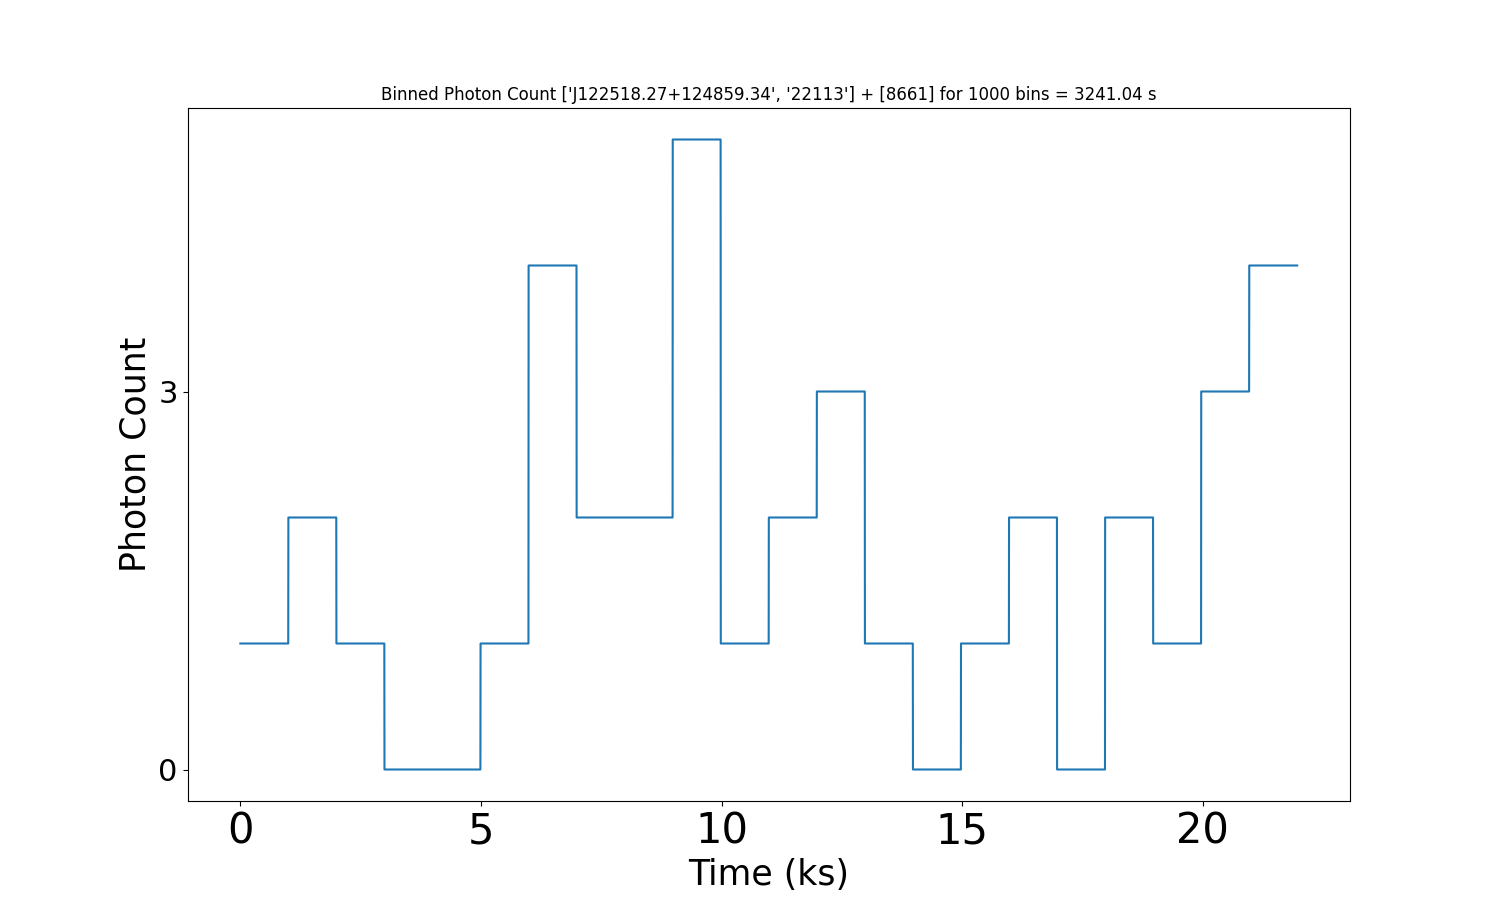 Binned Photon Count ['J122518.27+124859.34', '22113'] + [8661] for 1000 bins = 3241.04 s
Photon Count
3
0
0 5 10 15 20
Time (ks)